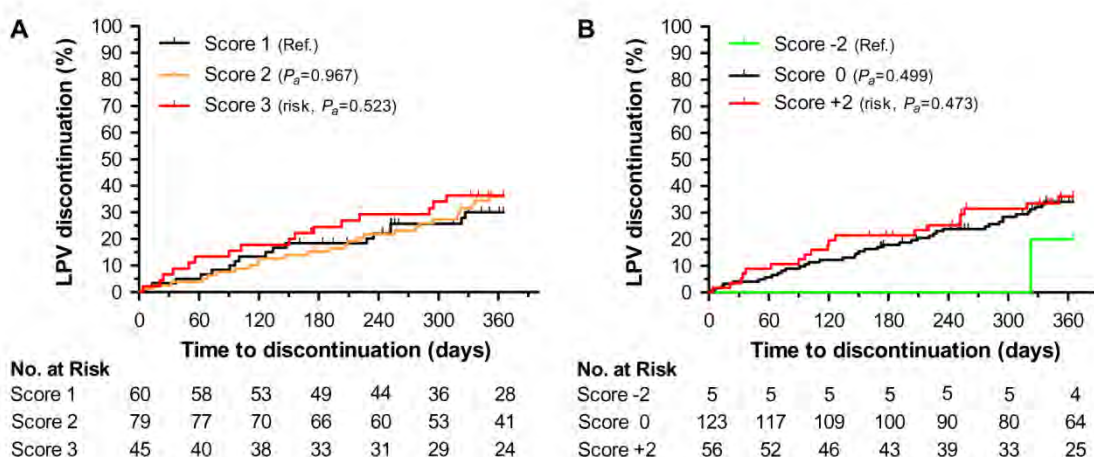 A
LPV discontinuation (%)
100
90
80
70
60
50
40
30
20
10
0
Score 1 (Ref.)
Score 2 (Pa=0.967)
Score 3 (risk, Pa=0.523)
0 60 120 180 240 300 360
Time to discontinuation (days)
No. at Risk
Score 1 60 58 53 49 44 36 28
Score 2 79 77 70 66 60 53 41
Score 3 45 40 38 33 31 29 24
B
LPV discontinuation (%)
100
90
80
70
60
50
40
30
20
10
0
Score -2 (Ref.)
Score 0 (Pa=0.499)
Score +2 (risk, Pa=0.473)
0 60 120 180 240 300 360
Time to discontinuation (days)
No. at Risk
Score -2 5 5 5 5 5 5 4
Score 0 123 117 109 100 90 80 64
Score +2 56 52 46 43 39 33 25